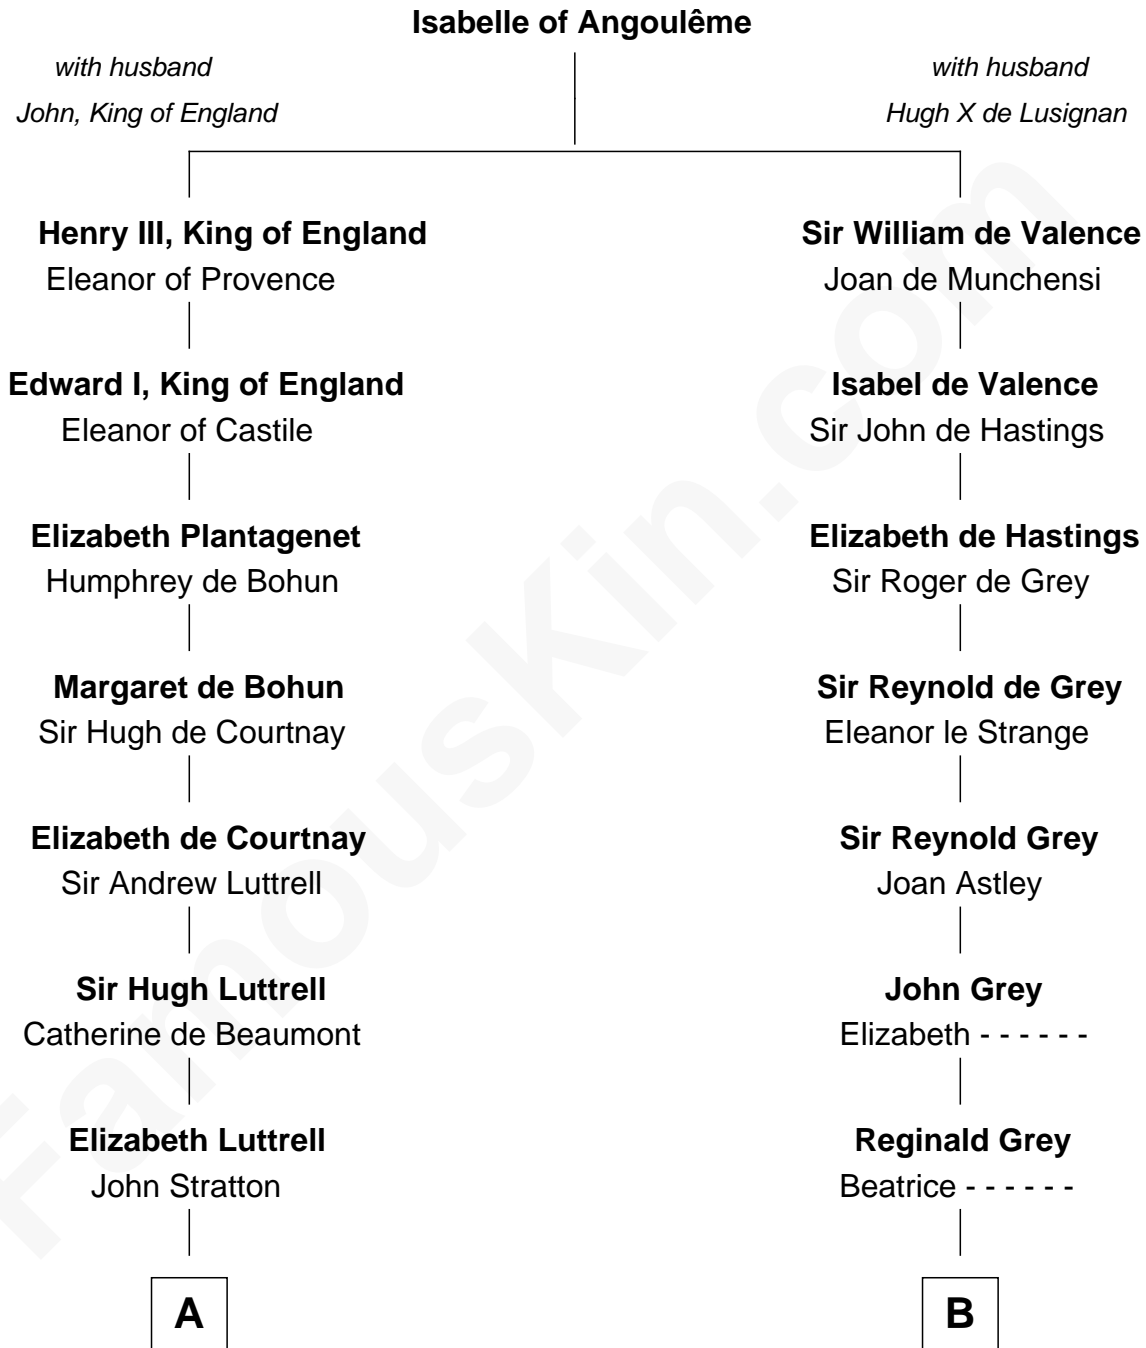 Isabelle of Angoulême
with husband
John, King of England
with husband
Hugh X de Lusignan
Henry III, King of England
Eleanor of Provence
Sir William de Valence
Joan de Munchensi
Edward I, King of England
Eleanor of Castile
Isabel de Valence
Sir John de Hastings
Elizabeth Plantagenet
Humphrey de Bohun
Elizabeth de Hastings
Sir Roger de Grey
Margaret de Bohun
Sir Hugh de Courtnay
Sir Reynold de Grey
Eleanor le Strange
Elizabeth de Courtnay
Sir Andrew Luttrell
Sir Reynold Grey
Joan Astley
Sir Hugh Luttrell
Catherine de Beaumont
John Grey
Elizabeth - - - - - -
Elizabeth Luttrell
John Stratton
Reginald Grey
Beatrice - - - - - -
A
B
FamousKin.com